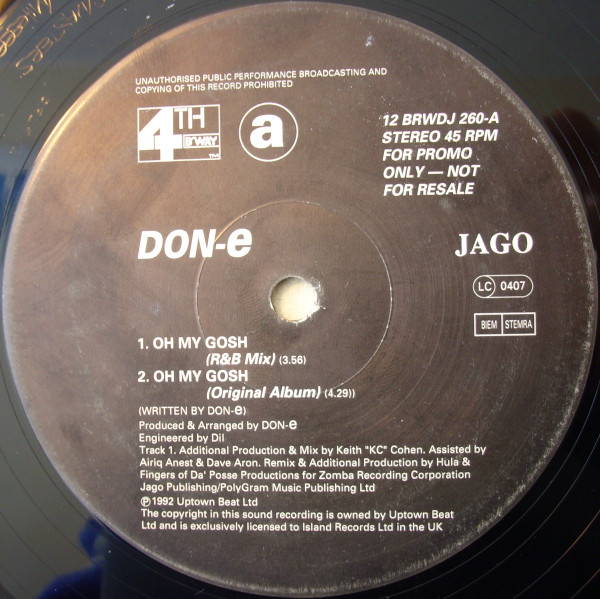 UNAUTHORISED PUBLIC PERFORMANCE BROADCASTING AND
COPYING OF THIS RECORD PROHIBITED
4TH
B'WAY
TM
a
12 BRWDJ 260-A
STEREO 45 RPM
FOR PROMO
ONLY — NOT
FOR RESALE
DON-e
JAGO
LC 0407
BIEM STEMRA
1. OH MY GOSH
(R&B Mix) (3.56)
2. OH MY GOSH
(Original Album) (4.29))
(WRITTEN BY DON-e)
Produced & Arranged by DON-e
Engineered by Dil
Track 1. Additional Production & Mix by Keith "KC" Cohen. Assisted by
Airiq Anest & Dave Aron. Remix & Additional Production by Hula &
Fingers of Da' Posse Productions for Zomba Recording Corporation
Jago Publishing/PolyGram Music Publishing Ltd
℗1992 Uptown Beat Ltd
The copyright in this sound recording is owned by Uptown Beat
Ltd and is exclusively licensed to Island Records Ltd in the UK